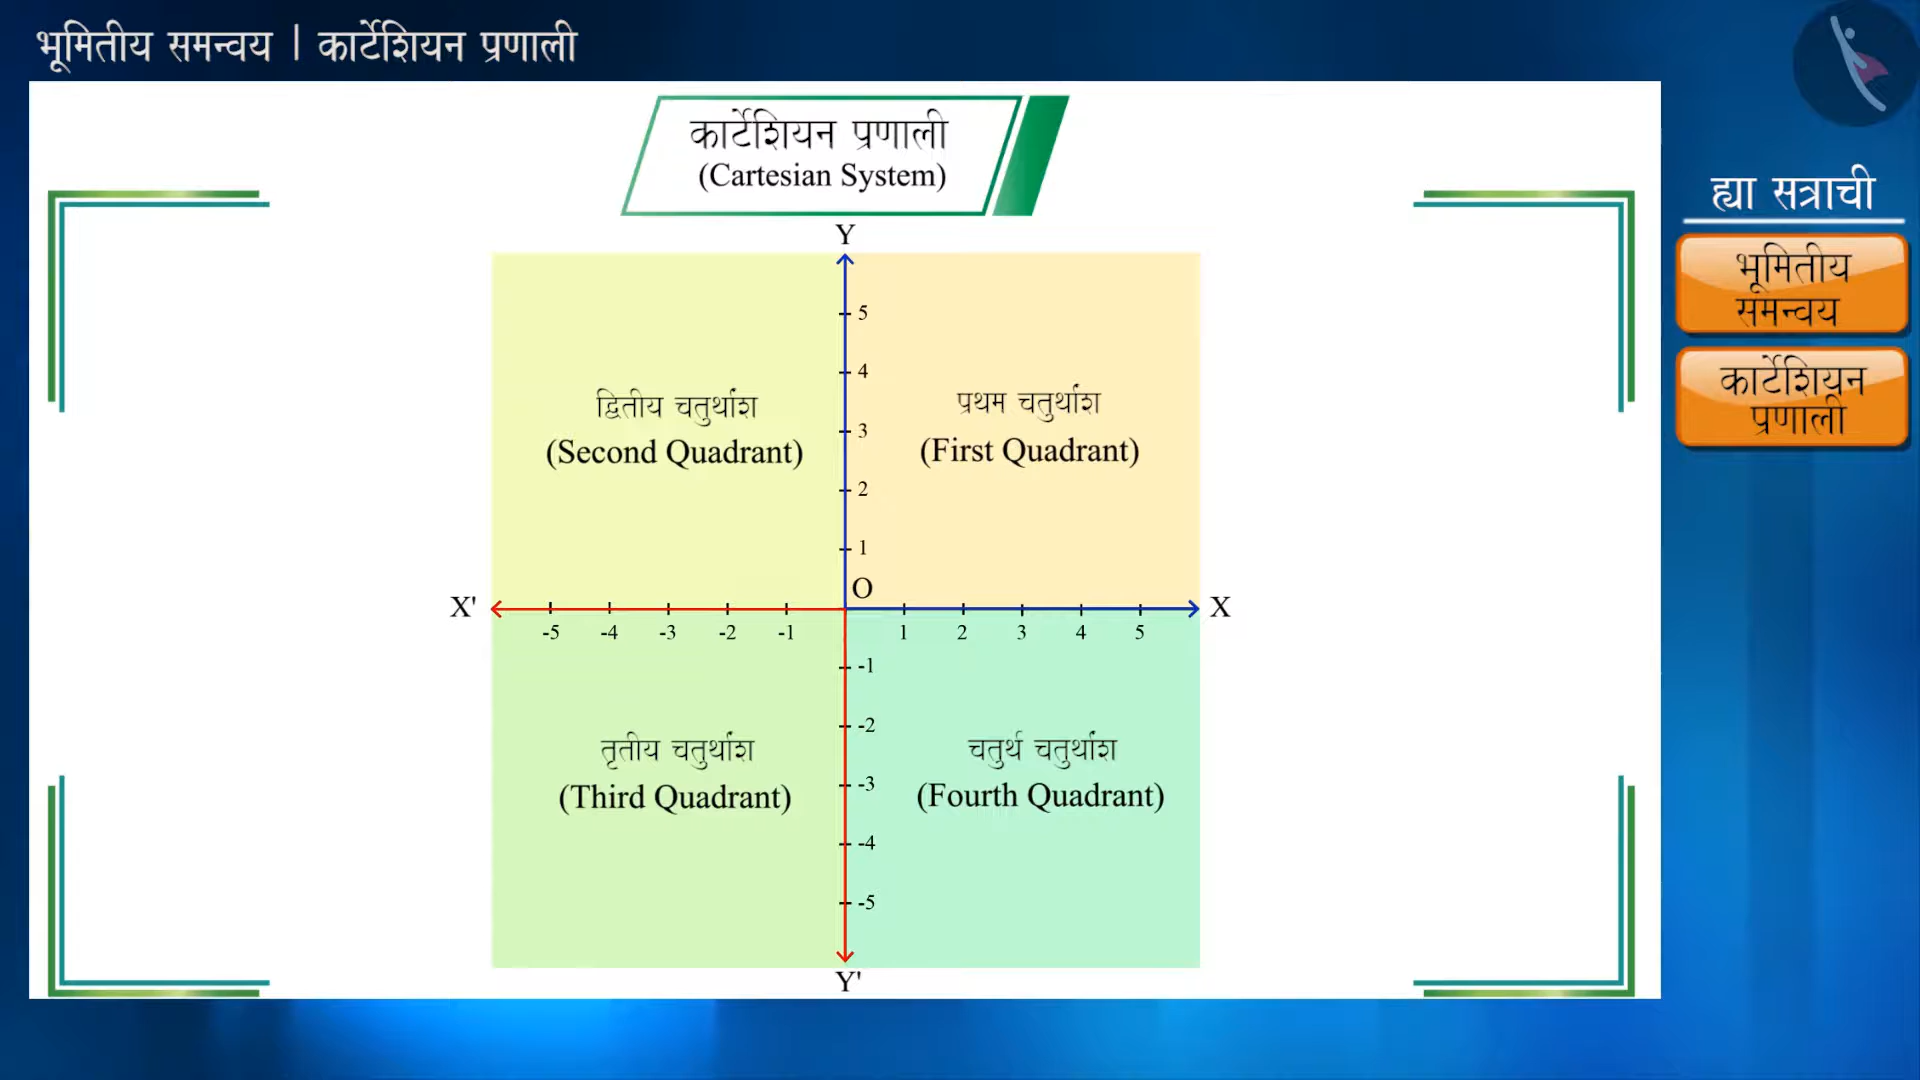 भूमितीय समन्वय | कार्टेशियन प्रणाली
कार्टेशियन प्रणाली
(Cartesian System)
ह्या सत्राची
भूमितीय
समन्वय
कार्टेशियन
प्रणाली
Y
5
4
द्वितीय चतुर्थांश
(Second Quadrant)
प्रथम चतुर्थांश
(First Quadrant)
3
2
1
O
X'
X
-5 -4 -3 -2 -1 1 2 3 4 5
-1
-2
तृतीय चतुर्थांश
(Third Quadrant)
चतुर्थ चतुर्थांश
(Fourth Quadrant)
-3
-4
-5
Y'